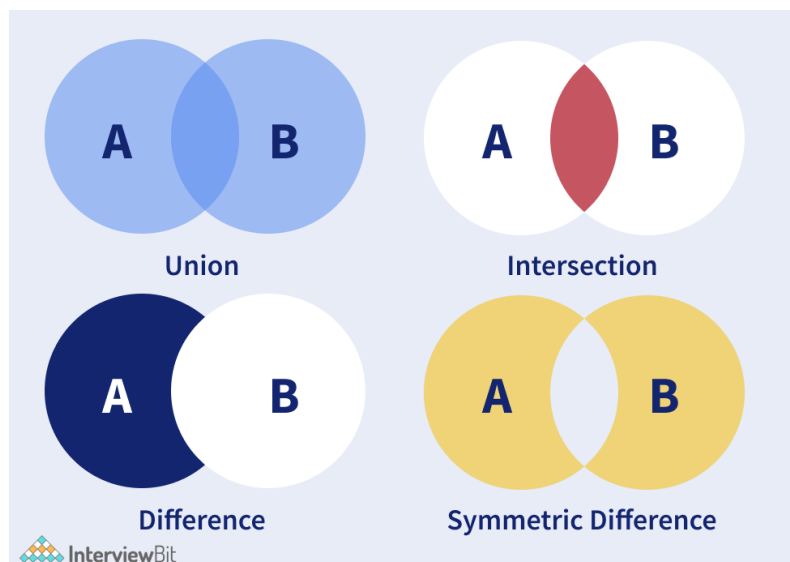 A B
A B
Union
Intersection
A B
A B
Difference
Symmetric Difference
InterviewBit